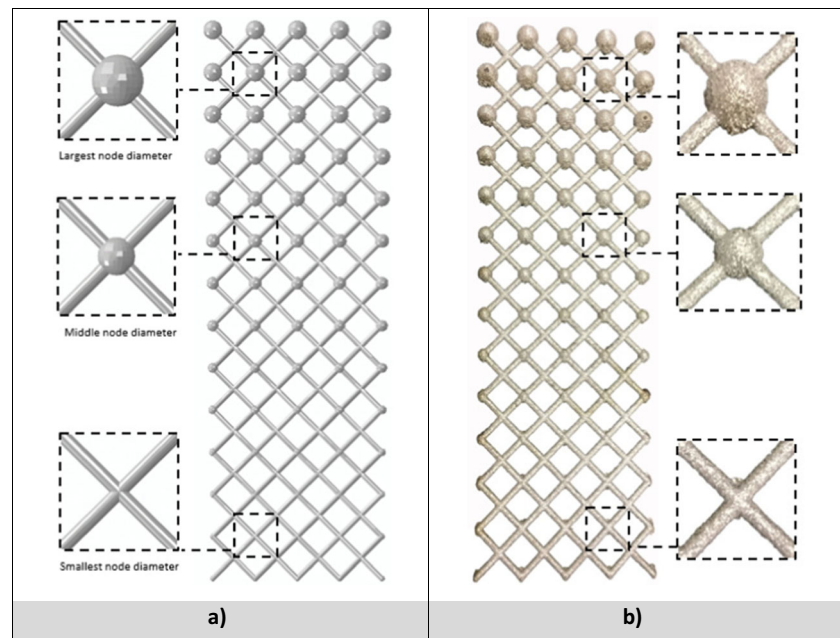 Largest node diameter
Middle node diameter
Smallest node diameter
a)
b)